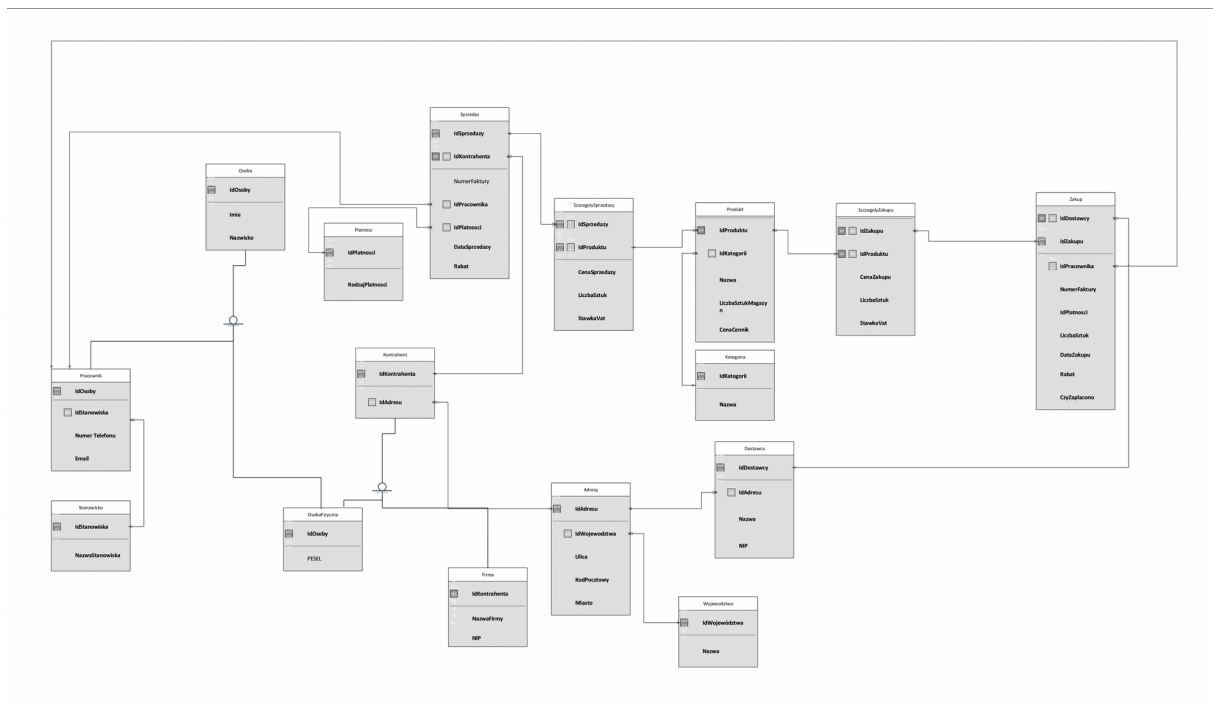 Sprzedaz
IdSprzedazy
IdKontrahenta
NumerFaktury
IdPracownika
IdPlatnosci
DataSprzedazy
Rabat
Osoba
IdOsoby
Imie
Nazwisko
Platnosc
IdPlatnosci
RodzajPlatnosci
SzczegolySprzedazy
IdSprzedazy
IdProduktu
CenaSprzedazy
LiczbaSztuk
StawkaVat
Produkt
IdProduktu
IdKategorii
Nazwa
LiczbaSztukMagazy
n
CenaCennik
SzczegołyZakupu
IdZakupu
IdProduktu
CenaZakupu
LiczbaSztuk
StawkaVat
Zakup
IdDostawcy
IdZakupu
IdPracownika
NumerFaktury
IdPlatnosci
LiczbaSztuk
DataZakupu
Rabat
CzyZaplacono
Kontrahent
IdKontrahenta
IdAdresu
Kategoria
IdKategorii
Nazwa
Pracownik
IdOsoby
IdStanowiska
Numer Telefonu
Email
Stanowisko
IdStanowiska
NazwaStanowiska
OsobaFizyczna
IdOsoby
PESEL
Firma
IdKontrahenta
NazwaFirmy
NIP
Adresy
IdAdresu
IdWojewodztwa
Ulica
KodPocztowy
Miasto
Dostawca
IdDostawcy
IdAdresu
Nazwa
NIP
Wojewodztwo
IdWojewództwa
Nazwa